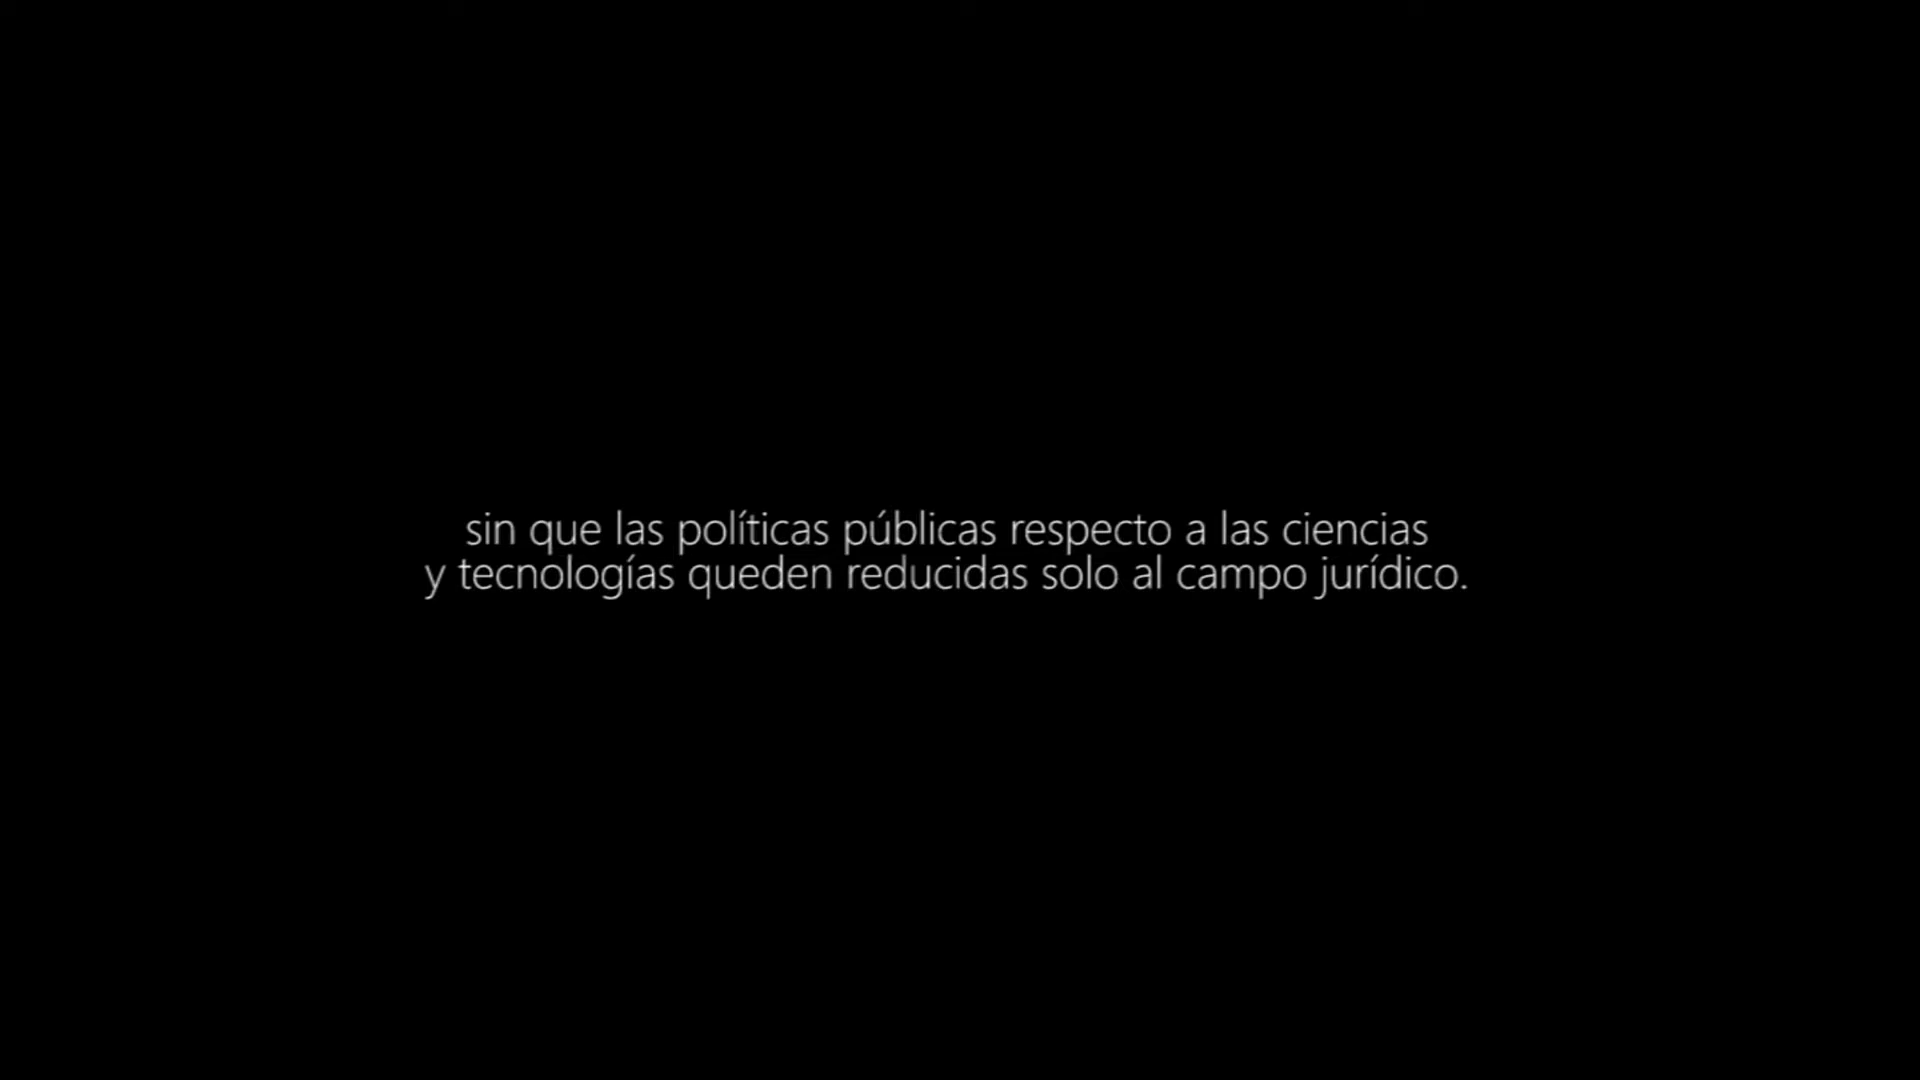 sin que las políticas públicas respecto a las ciencias
y tecnologías queden reducidas solo al campo jurídico.